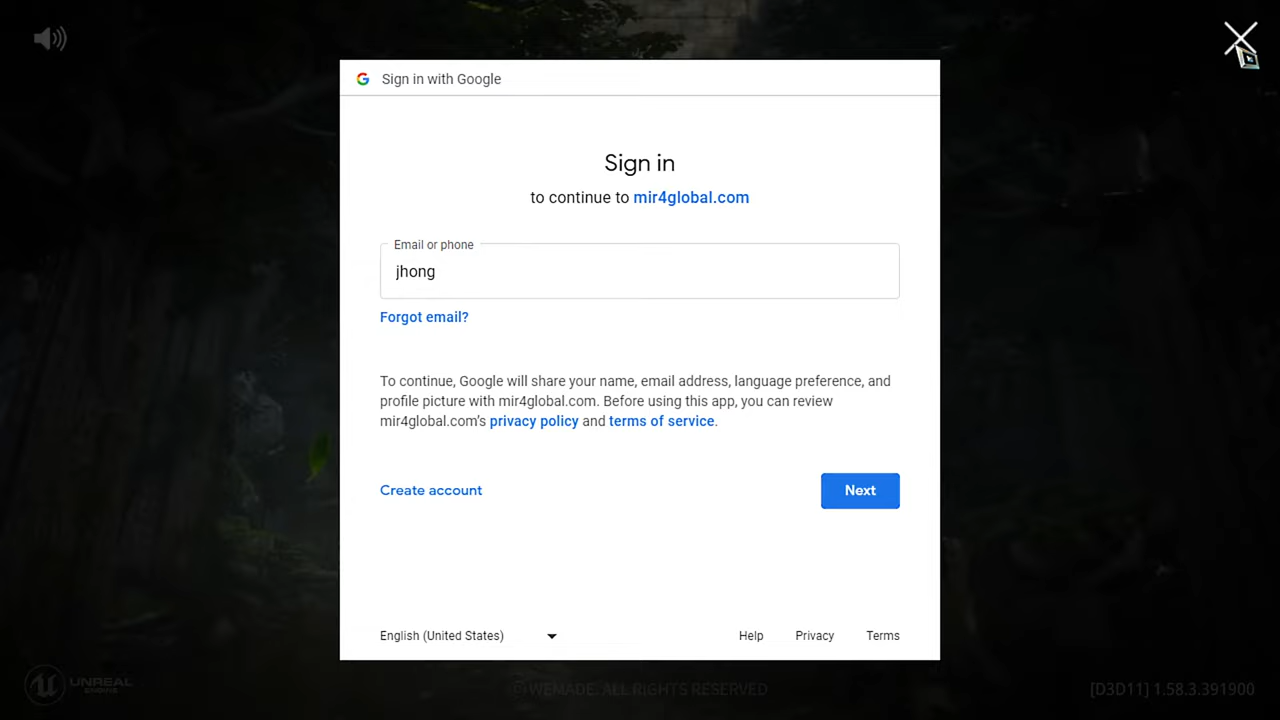 Sign in with Google
Sign in
to continue to mir4global.com
Email or phone
jhong
Forgot email?
To continue, Google will share your name, email address, language preference, and
profile picture with mir4global.com. Before using this app, you can review
mir4global.com's privacy policy and terms of service.
Create account
Next
English (United States)
Help
Privacy
Terms
UNREAL
ENGINE
©WEMADE. ALL RIGHTS RESERVED
[D3D11] 1.58.3.391900